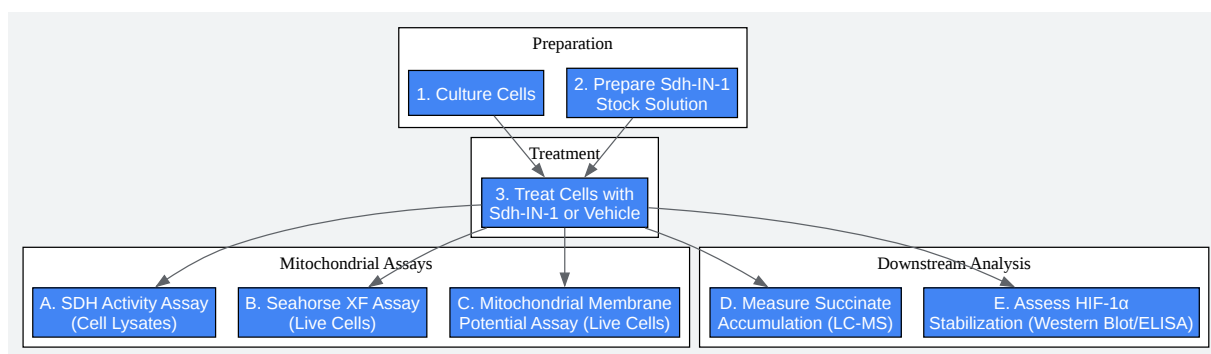 Preparation
1. Culture Cells
2. Prepare Sdh-IN-1
Stock Solution
Treatment
3. Treat Cells with
Sdh-IN-1 or Vehicle
Mitochondrial Assays
A. SDH Activity Assay
(Cell Lysates)
B. Seahorse XF Assay
(Live Cells)
C. Mitochondrial Membrane
Potential Assay (Live Cells)
Downstream Analysis
D. Measure Succinate
Accumulation (LC-MS)
E. Assess HIF-1α
Stabilization (Western Blot/ELISA)